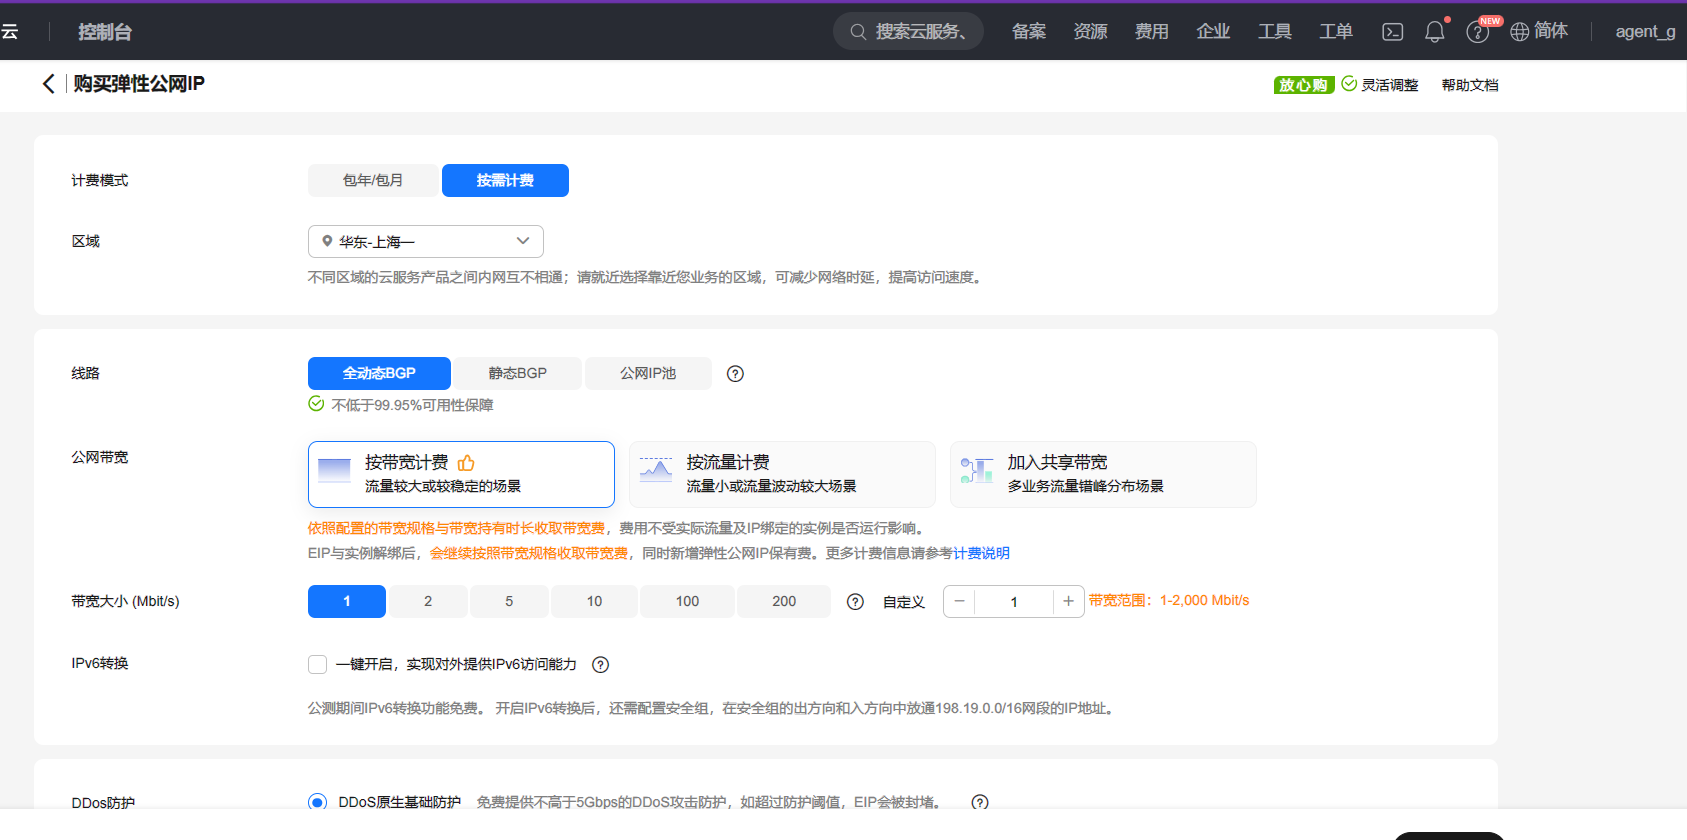 云
控制台
搜索云服务、
备案
资源
费用
企业
工具
工单
NEW
简体
agent_g
购买弹性公网IP
放心购
灵活调整
帮助文档
计费模式
包年/包月
按需计费
区域
华东-上海一
不同区域的云服务产品之间内网互不相通；请就近选择靠近您业务的区域，可减少网络时延，提高访问速度。
线路
全动态BGP
静态BGP
公网IP池
不低于99.95%可用性保障
公网带宽
按带宽计费
流量较大或较稳定的场景
按流量计费
流量小或流量波动较大场景
加入共享带宽
多业务流量错峰分布场景
依照配置的带宽规格与带宽持有时长收取带宽费，费用不受实际流量及IP绑定的实例是否运行影响。
EIP与实例解绑后，会继续按照带宽规格收取带宽费，同时新增弹性公网IP保有费。更多计费信息请参考计费说明
带宽大小 (Mbit/s)
1
2
5
10
100
200
自定义
1
带宽范围：1-2,000 Mbit/s
IPv6转换
一键开启，实现对外提供IPv6访问能力
公测期间IPv6转换功能免费。 开启IPv6转换后，还需配置安全组，在安全组的出方向和入方向中放通198.19.0.0/16网段的IP地址。
DDos防护
DDoS原生基础防护
免费提供不高于5Gbps的DDoS攻击防护，如超过防护阈值，EIP会被封堵。